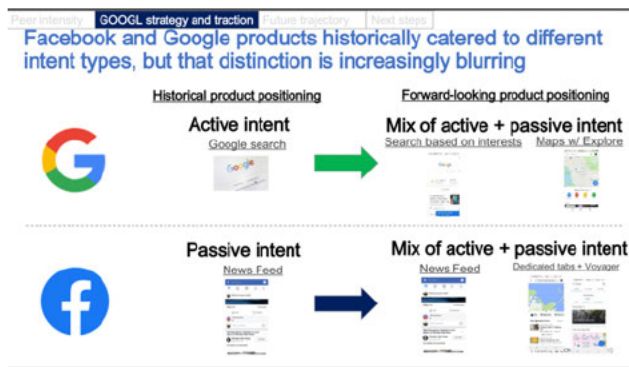 Peer intensity
GOOGL strategy and traction
Future trajectory
Next steps
Facebook and Google products historically catered to different
intent types, but that distinction is increasingly blurring
Historical product positioning
Forward-looking product positioning
Active intent
Google search
Google
Mix of active + passive intent
Search based on interests
Maps w/ Explore
Passive intent
News Feed
Mix of active + passive intent
News Feed
Dedicated tabs + Voyager